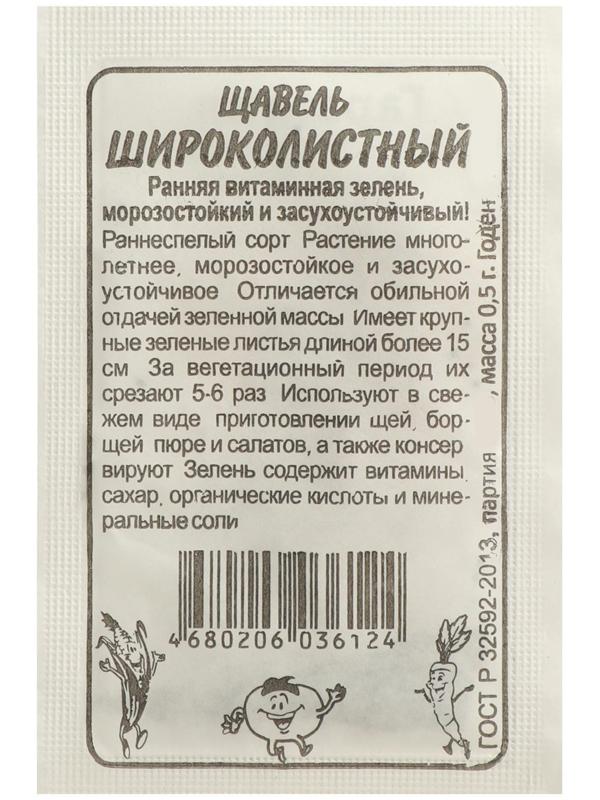 ЩАВЕЛЬ
ШИРОКОЛИСТНЫЙ
Ранняя витаминная зелень,
морозостойкий и засухоустойчивый!
Раннеспелый сорт Растение много-
летнее, морозостойкое и засухо-
устойчивое Отличается обильной
отдачей зеленной массы Имеет круп-
ные зеленые листья длиной более 15
см За вегетационный период их
срезают 5-6 раз Используют в све-
жем виде приготовлении щей, бор-
щей пюре и салатов, а также консер
вируют Зелень содержит витамины,
сахар, органические кислоты и мине-
ральные соли
4 680206 036124
ГОСТ Р 32592-2013, партия , масса 0,5 г. Годен